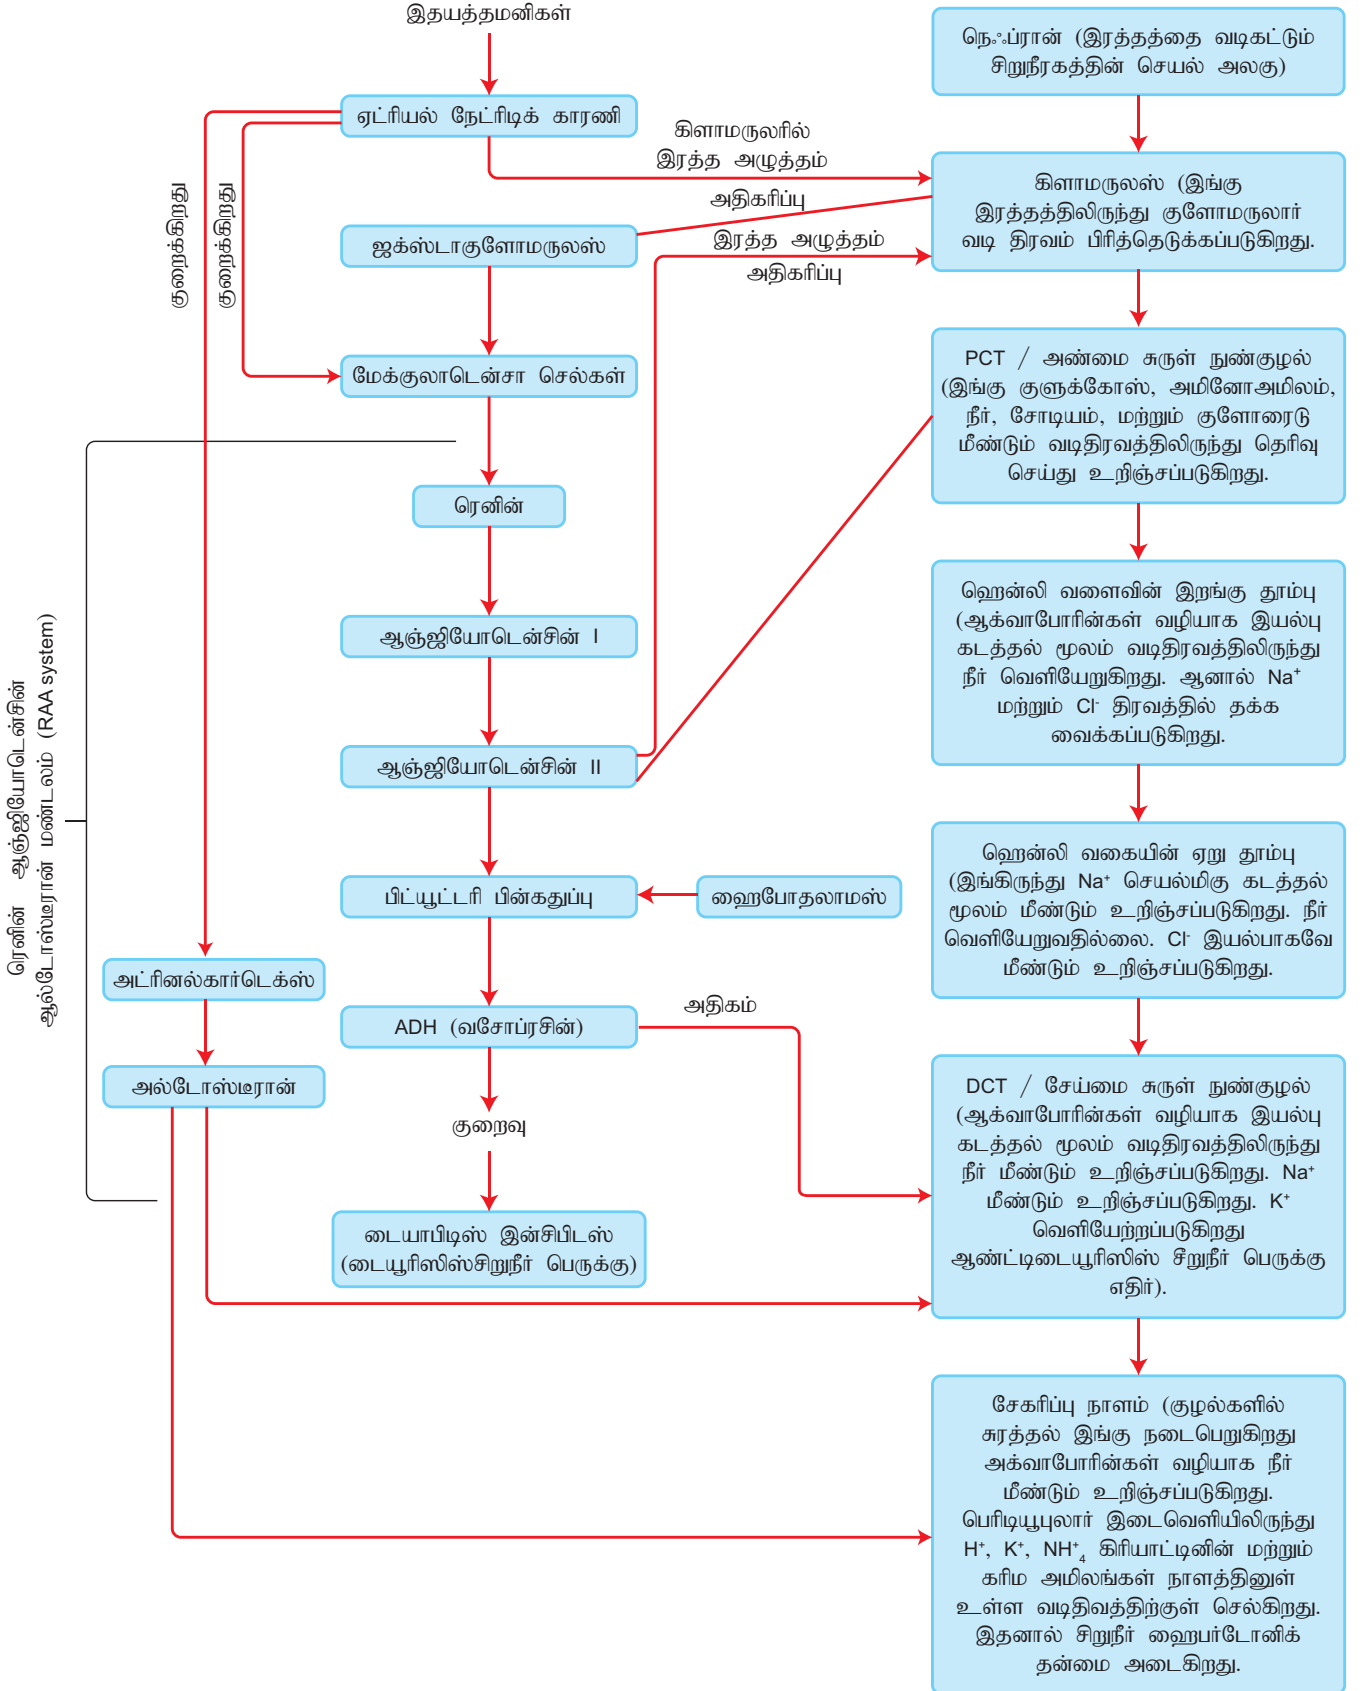 இதயத்தமனிகள்
ஏட்ரியல் நேட்ரிடிக் காரணி
குறைக்கிறது
குறைக்கிறது
கிளாமருலரில்
இரத்த அழுத்தம்
அதிகரிப்பு
ஜக்ஸ்டாகுளோமருலஸ்
இரத்த அழுத்தம்
அதிகரிப்பு
மேக்குலாடென்சா செல்கள்
ரெனின்
ஆஞ்ஜியோடென்சின் I
ஆஞ்ஜியோடென்சின் II
ரெனின் ஆஞ்ஜியோடென்சின்
ஆல்டோஸ்டீரான் மண்டலம் (RAA system)
பிட்யூட்டரி பின்கதுப்பு
ஹைபோதலாமஸ்
அட்ரினல்கார்டெக்ஸ்
ADH (வசோப்ரசின்)
அதிகம்
அல்டோஸ்டீரான்
குறைவு
டையாபிடிஸ் இன்சிபிடஸ்
(டையூரிஸிஸ்சிறுநீர் பெருக்கு)
நெஃப்ரான் (இரத்தத்தை வடிகட்டும்
சிறுநீரகத்தின் செயல் அலகு)
கிளாமருலஸ் (இங்கு
இரத்தத்திலிருந்து குளோமருலார்
வடி திரவம் பிரித்தெடுக்கப்படுகிறது.
PCT / அண்மை சுருள் நுண்குழல்
(இங்கு குளுக்கோஸ், அமினோஅமிலம்,
நீர், சோடியம், மற்றும் குளோரைடு
மீண்டும் வடிதிரவத்திலிருந்து தெரிவு
செய்து உறிஞ்சப்படுகிறது.
ஹென்லி வளைவின் இறங்கு தூம்பு
(ஆக்வாபோரின்கள் வழியாக இயல்பு
கடத்தல் மூலம் வடிதிரவத்திலிருந்து
நீர் வெளியேறுகிறது. ஆனால் Na⁺
மற்றும் Cl⁻ திரவத்தில் தக்க
வைக்கப்படுகிறது.
ஹென்லி வகையின் ஏறு தூம்பு
(இங்கிருந்து Na⁺ செயல்மிகு கடத்தல்
மூலம் மீண்டும் உறிஞ்சப்படுகிறது. நீர்
வெளியேறுவதில்லை. Cl⁻ இயல்பாகவே
மீண்டும் உறிஞ்சப்படுகிறது.
DCT / சேய்மை சுருள் நுண்குழல்
(ஆக்வாபோரின்கள் வழியாக இயல்பு
கடத்தல் மூலம் வடிதிரவத்திலிருந்து
நீர் மீண்டும் உறிஞ்சப்படுகிறது. Na⁺
மீண்டும் உறிஞ்சப்படுகிறது. K⁺
வெளியேற்றப்படுகிறது
ஆண்ட்டிடையூரிஸிஸ் சீறுநீர் பெருக்கு
எதிர்).
சேகரிப்பு நாளம் (குழல்களில்
சுரத்தல் இங்கு நடைபெறுகிறது
அக்வாபோரின்கள் வழியாக நீர்
மீண்டும் உறிஞ்சப்படுகிறது.
பெரிடியூபுலார் இடைவெளியிலிருந்து
H⁺, K⁺, NH⁺₄ கிரியாட்டினின் மற்றும்
கரிம அமிலங்கள் நாளத்தினுள்
உள்ள வடிதிவத்திற்குள் செல்கிறது.
இதனால் சிறுநீர் ஹைபர்டோனிக்
தன்மை அடைகிறது.